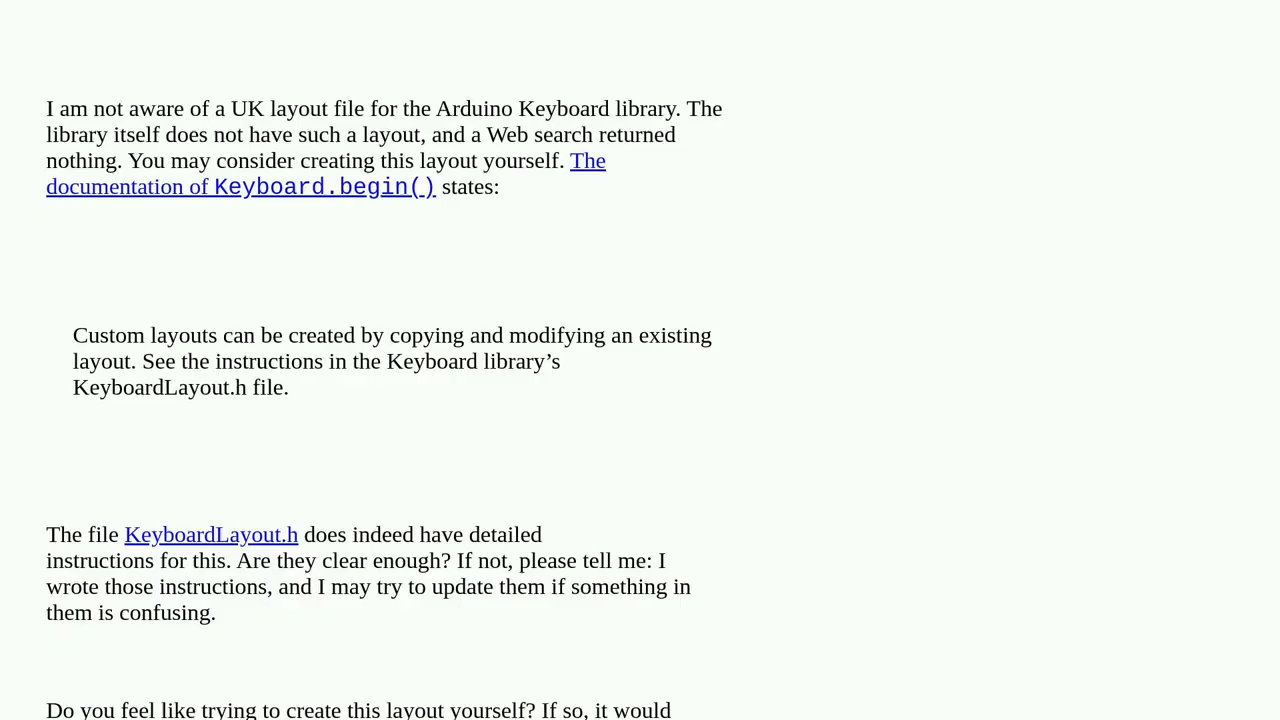 I am not aware of a UK layout file for the Arduino Keyboard library. The
library itself does not have such a layout, and a Web search returned
nothing. You may consider creating this layout yourself. The
documentation of Keyboard.begin() states:
Custom layouts can be created by copying and modifying an existing
layout. See the instructions in the Keyboard library’s
KeyboardLayout.h file.
The file KeyboardLayout.h does indeed have detailed
instructions for this. Are they clear enough? If not, please tell me: I
wrote those instructions, and I may try to update them if something in
them is confusing.
Do you feel like trying to create this layout yourself? If so, it would